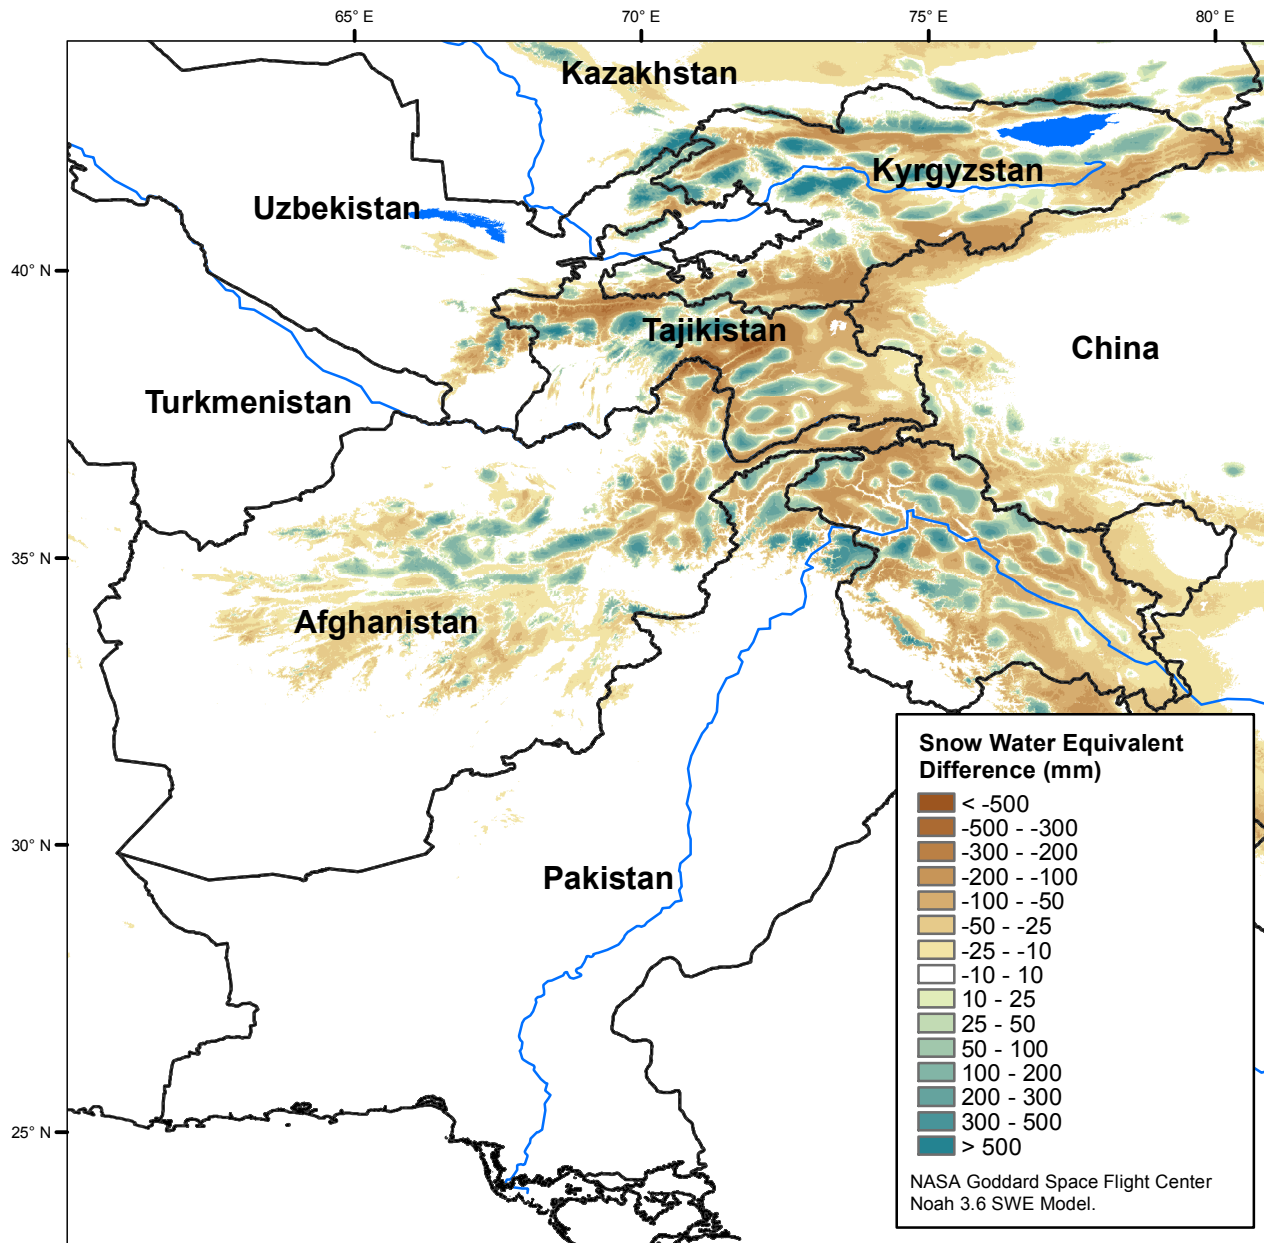 65° E
70° E
75° E
80° E
Kazakhstan
Kyrgyzstan
Uzbekistan
40° N
Tajikistan
China
Turkmenistan
35° N
Afghanistan
Snow Water Equivalent
Difference (mm)
< -500
-500 - -300
-300 - -200
-200 - -100
-100 - -50
-50 - -25
-25 - -10
-10 - 10
10 - 25
25 - 50
50 - 100
100 - 200
200 - 300
300 - 500
> 500
NASA Goddard Space Flight Center
Noah 3.6 SWE Model.
30° N
Pakistan
25° N